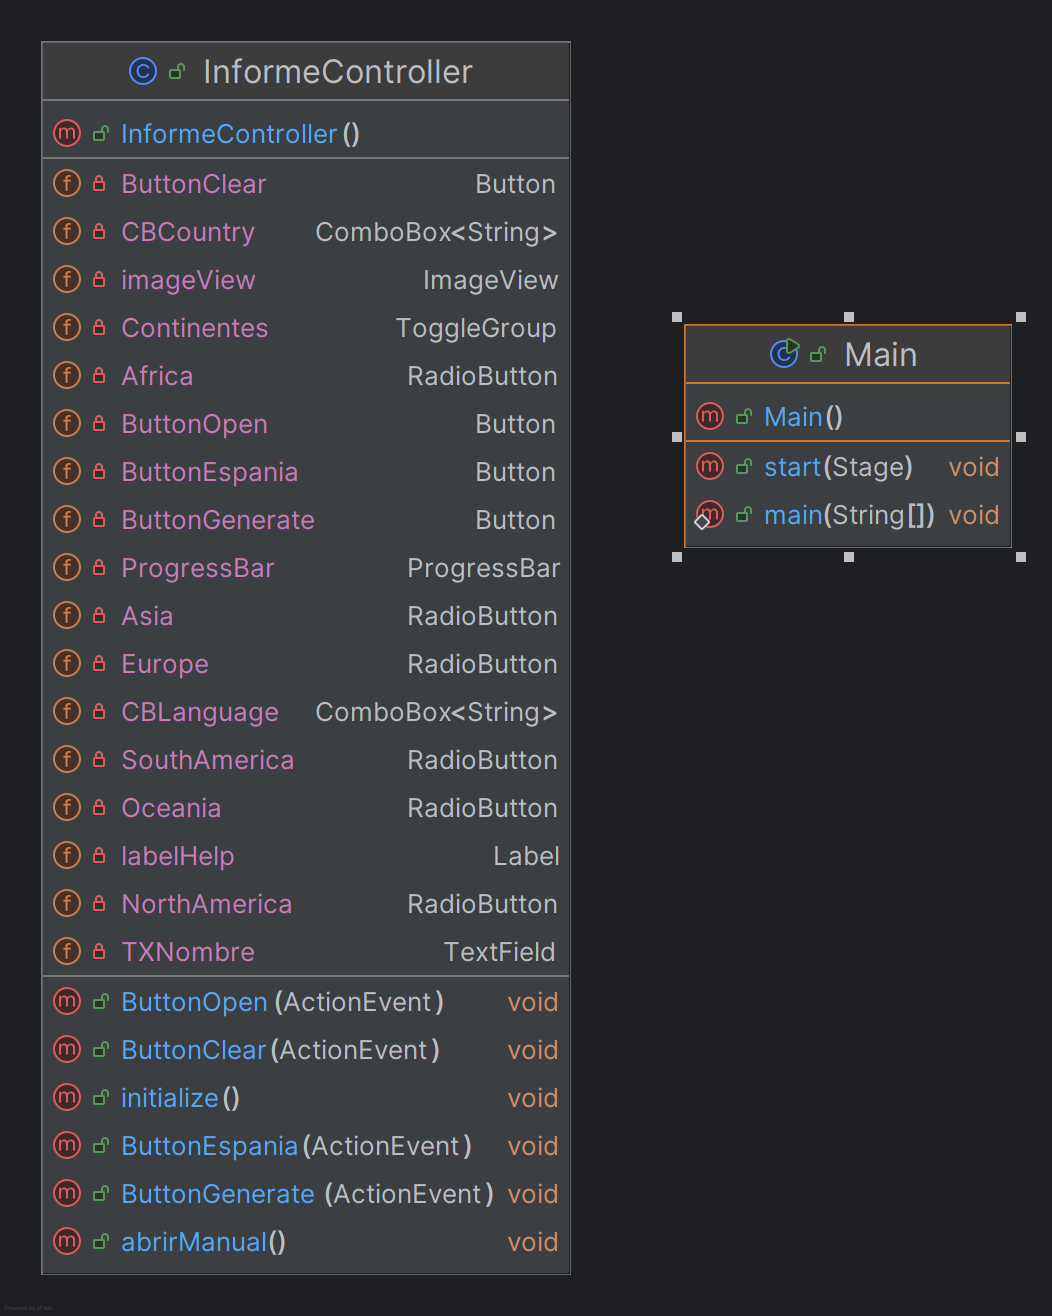 InformeController
InformeController()
ButtonClear Button
CBCountry ComboBox<String>
imageView ImageView
Continentes ToggleGroup
Africa RadioButton
ButtonOpen Button
ButtonEspania Button
ButtonGenerate Button
ProgressBar ProgressBar
Asia RadioButton
Europe RadioButton
CBLanguage ComboBox<String>
SouthAmerica RadioButton
Oceania RadioButton
labelHelp Label
NorthAmerica RadioButton
TXNombre TextField
ButtonOpen(ActionEvent) void
ButtonClear(ActionEvent) void
initialize() void
ButtonEspania(ActionEvent) void
ButtonGenerate(ActionEvent) void
abrirManual() void
Main
Main()
start(Stage) void
main(String[]) void
Powered by yFiles